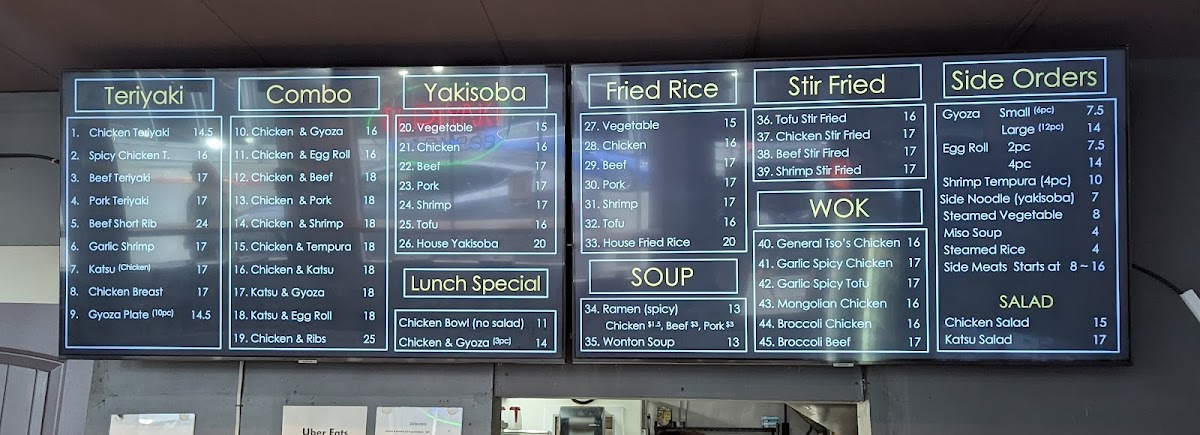 Teriyaki
1. Chicken Teriyaki 14.5
2. Spicy Chicken T. 16
3. Beef Teriyaki 17
4. Pork Teriyaki 17
5. Beef Short Rib 24
6. Garlic Shrimp 17
7. Katsu (Chicken) 17
8. Chicken Breast 17
9. Gyoza Plate (10pc) 14.5
Combo
10. Chicken & Gyoza 16
11. Chicken & Egg Roll 16
12. Chicken & Beef 18
13. Chicken & Pork 18
14. Chicken & Shrimp 18
15. Chicken & Tempura 18
16. Chicken & Katsu 18
17. Katsu & Gyoza 18
18. Katsu & Egg Roll 18
19. Chicken & Ribs 25
Yakisoba
20. Vegetable 15
21. Chicken 16
22. Beef 17
23. Pork 17
24. Shrimp 17
25. Tofu 16
26. House Yakisoba 20
Lunch Special
Chicken Bowl (no salad) 11
Chicken & Gyoza (3pc) 14
Fried Rice
27. Vegetable 15
28. Chicken 16
29. Beef 17
30. Pork 17
31. Shrimp 17
32. Tofu 16
33. House Fried Rice 20
SOUP
34. Ramen (spicy) 13
Chicken $1.5, Beef $3, Pork $3
35. Wonton Soup 13
Stir Fried
36. Tofu Stir Fried 16
37. Chicken Stir Fried 17
38. Beef Stir Fired 17
39. Shrimp Stir Fried 17
WOK
40. General Tso's Chicken 16
41. Garlic Spicy Chicken 17
42. Garlic Spicy Tofu 17
43. Mongolian Chicken 16
44. Broccoli Chicken 16
45. Broccoli Beef 17
Side Orders
Gyoza Small (6pc) 7.5
Large (12pc) 14
Egg Roll 2pc 7.5
4pc 14
Shrimp Tempura (4pc) 10
Side Noodle (yakisoba) 7
Steamed Vegetable 8
Miso Soup 4
Steamed Rice 4
Side Meats Starts at 8~16
SALAD
Chicken Salad 15
Katsu Salad 17
Uber Eats